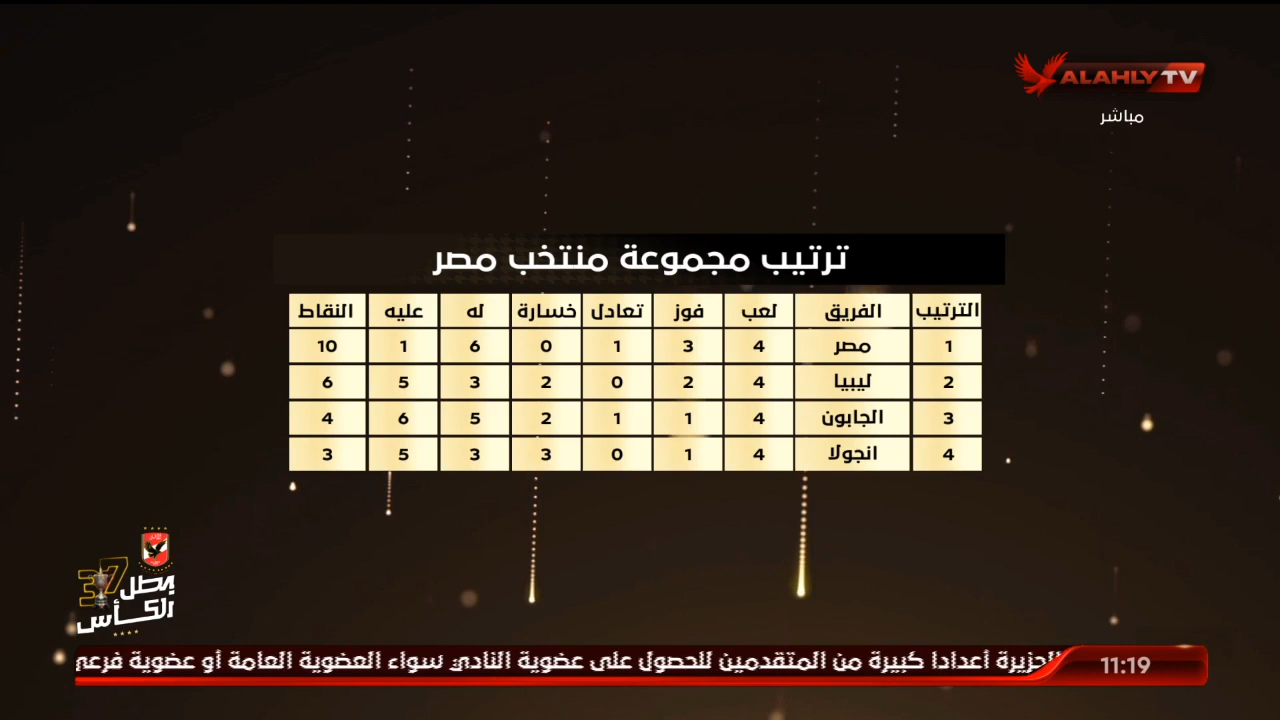 ALAHLY TV
مباشر
ترتيب مجموعة منتخب مصر
الترتيب الفريق لعب فوز تعادل خسارة له عليه النقاط
1 مصر 4 3 1 0 6 1 10
2 ليبيا 4 2 0 2 3 5 6
3 الجابون 4 1 1 2 5 6 4
4 انجولا 4 1 0 3 3 5 3
37
بطل
الكأس
الجزيرة أعدادا كبيرة من المتقدمين للحصول على عضوية النادي سواء العضوية العامة أو عضوية فرعي
11:19